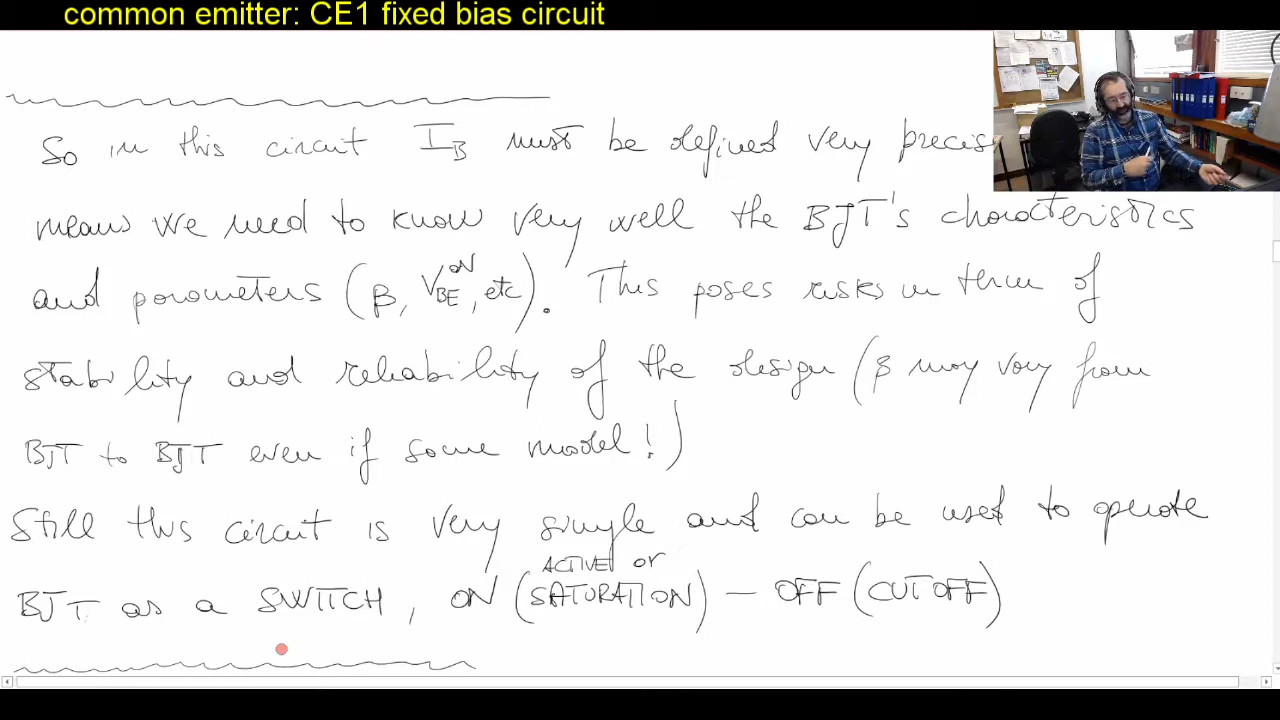 common emitter: CE1 fixed bias circuit
So in this circuit I_B must be defined very precis
means we need to know very well the BJT's characteristics
and parameters (β, V_BE^ON, etc). This poses risks in term of
stability and reliability of the design (β may vary from
BJT to BJT even if same model!)
Still this circuit is very simple and can be used to operate
ACTIVE or
BJT as a SWITCH, ON (SATURATION) — OFF (CUTOFF)